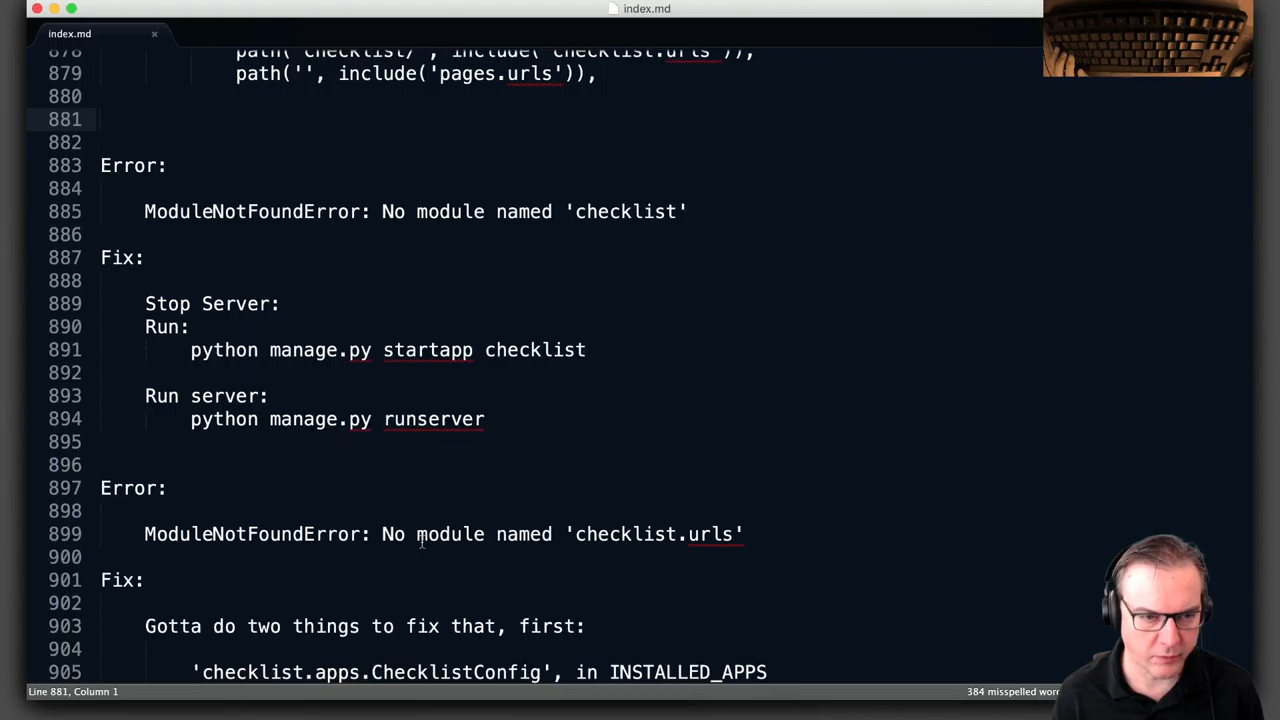 index.md
index.md
878 path('checklist/', include('checklist.urls')),
879 path('', include('pages.urls')),
880
881
882
883 Error:
884
885 ModuleNotFoundError: No module named 'checklist'
886
887 Fix:
888
889 Stop Server:
890 Run:
891 python manage.py startapp checklist
892
893 Run server:
894 python manage.py runserver
895
896
897 Error:
898
899 ModuleNotFoundError: No module named 'checklist.urls'
900
901 Fix:
902
903 Gotta do two things to fix that, first:
904
905 'checklist.apps.ChecklistConfig', in INSTALLED_APPS
Line 881, Column 1
384 misspelled